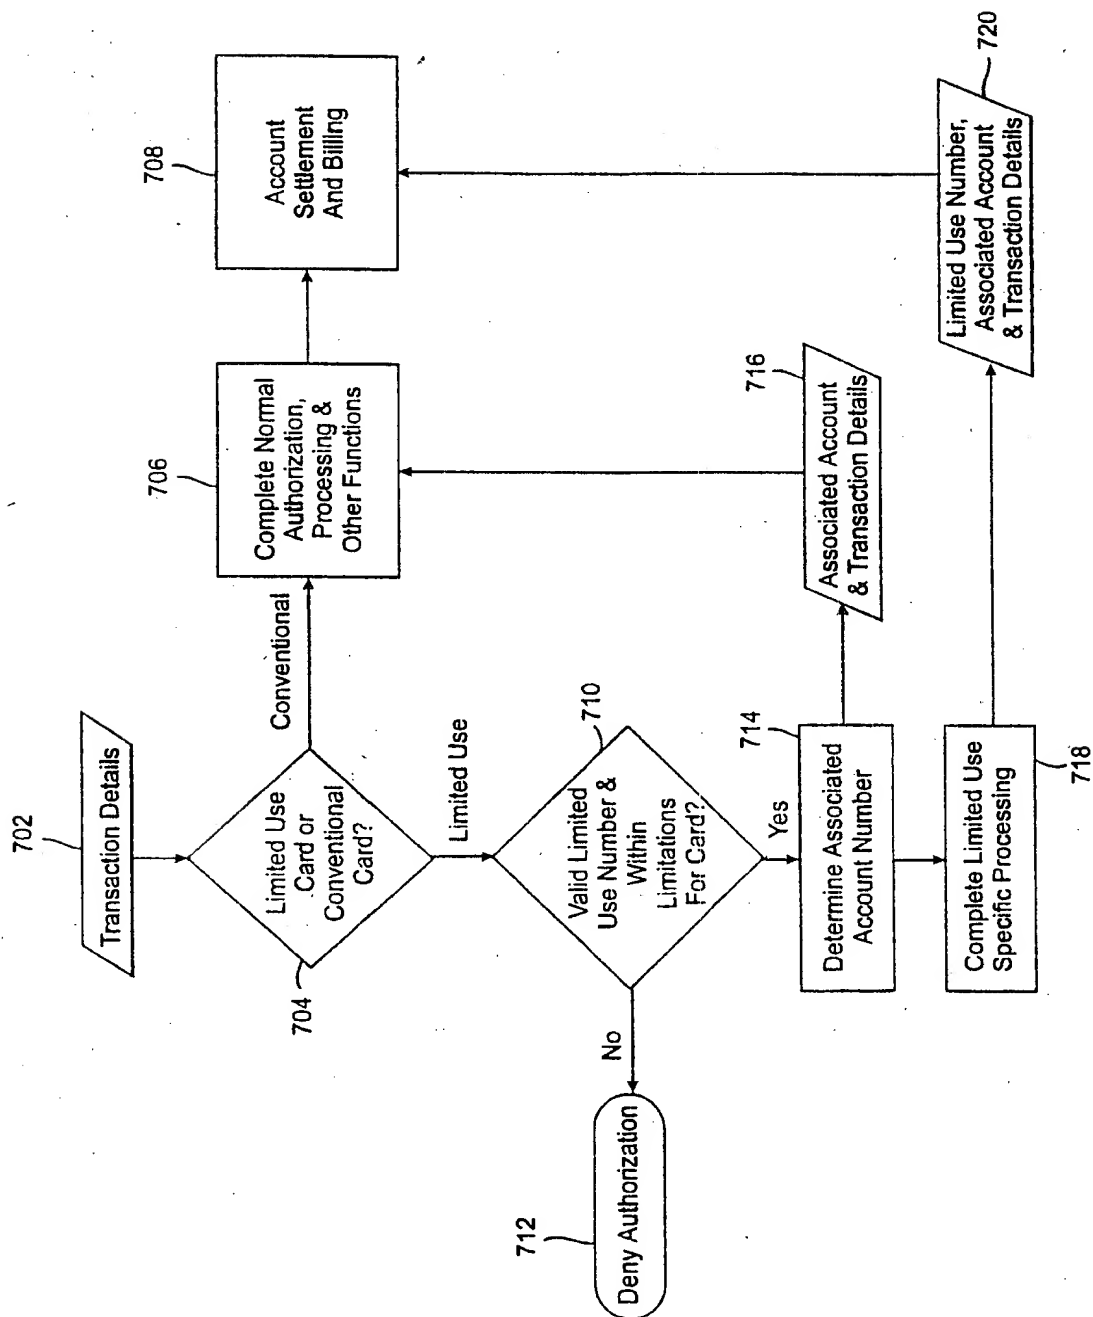 702
Transaction Details
704
Limited Use
Card or
Conventional
Card?
Conventional
706
Complete Normal
Authorization,
Processing &
Other Functions
708
Account
Settlement
And Billing
Limited Use
710
Valid Limited
Use Number &
Within
Limitations
For Card?
No
712
Deny Authorization
Yes
714
Determine Associated
Account Number
716
Associated Account
& Transaction Details
718
Complete Limited Use
Specific Processing
720
Limited Use Number,
Associated Account
& Transaction Details